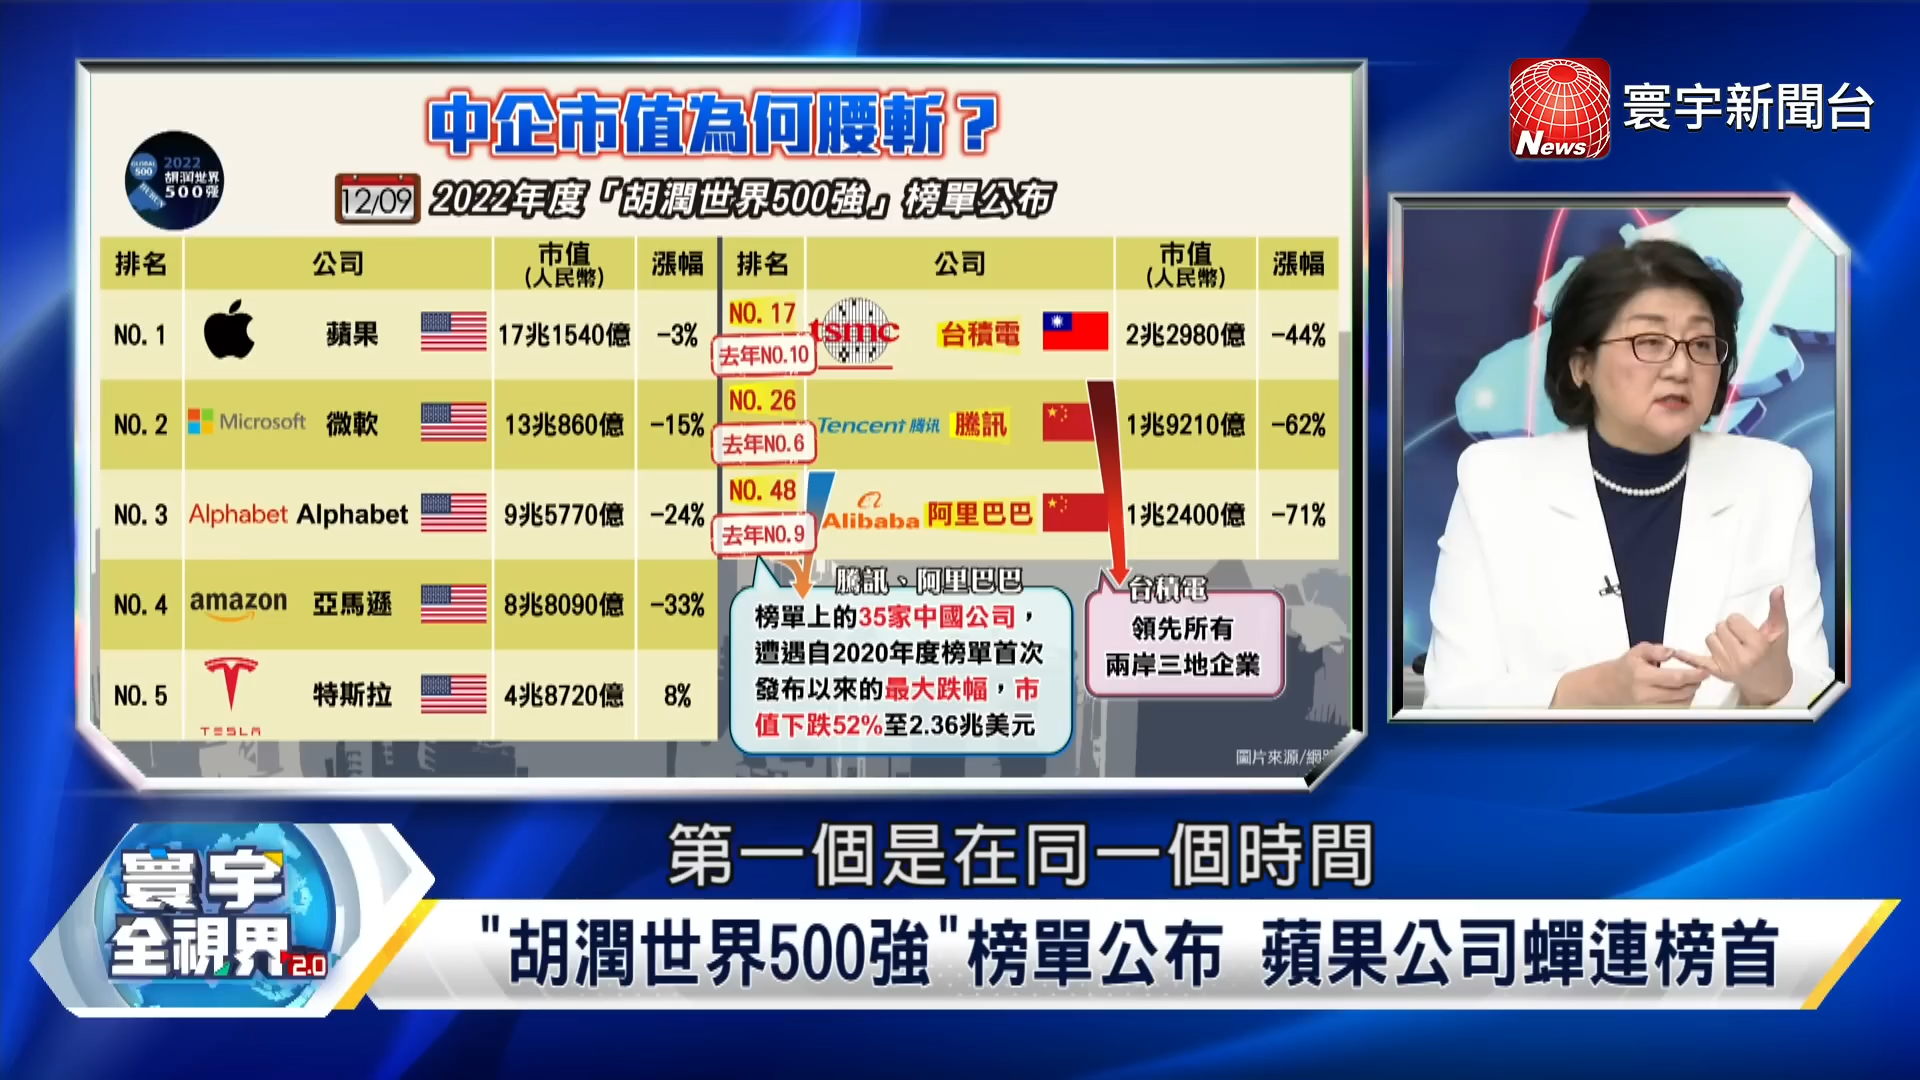 中企市值為何腰斬？
GLOBAL 500
HURUN
2022
胡润世界
500強
12/09
2022年度「胡潤世界500強」榜單公布
排名 公司 市值(人民幣) 漲幅
NO. 1 蘋果 17兆1540億 -3%
NO. 2 Microsoft 微軟 13兆860億 -15%
NO. 3 Alphabet Alphabet 9兆5770億 -24%
NO. 4 amazon 亞馬遜 8兆8090億 -33%
NO. 5 TESLA 特斯拉 4兆8720億 8%
排名 公司 市值(人民幣) 漲幅
NO. 17 去年NO.10 tsmc 台積電 2兆2980億 -44%
NO. 26 去年NO.6 Tencent 腾讯 騰訊 1兆9210億 -62%
NO. 48 去年NO.9 Alibaba 阿里巴巴 1兆2400億 -71%
騰訊、阿里巴巴
榜單上的35家中國公司，
遭遇自2020年度榜單首次
發布以來的最大跌幅，市
值下跌52%至2.36兆美元
台積電
領先所有
兩岸三地企業
圖片來源/網
News
寰宇新聞台
第一個是在同一個時間
寰宇
全視界2.0
"胡潤世界500強"榜單公布 蘋果公司蟬連榜首